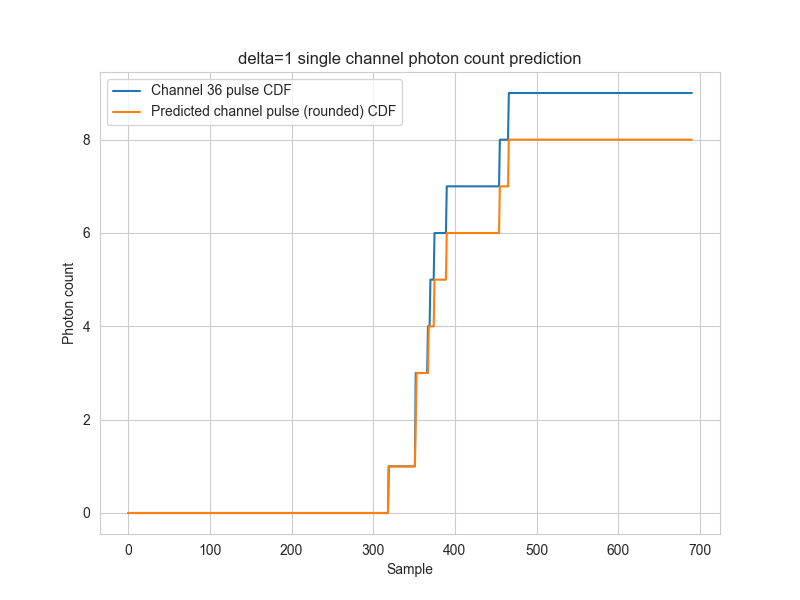 delta=1 single channel photon count prediction
Channel 36 pulse CDF
Predicted channel pulse (rounded) CDF
Photon count
8
6
4
2
0
0 100 200 300 400 500 600 700
Sample